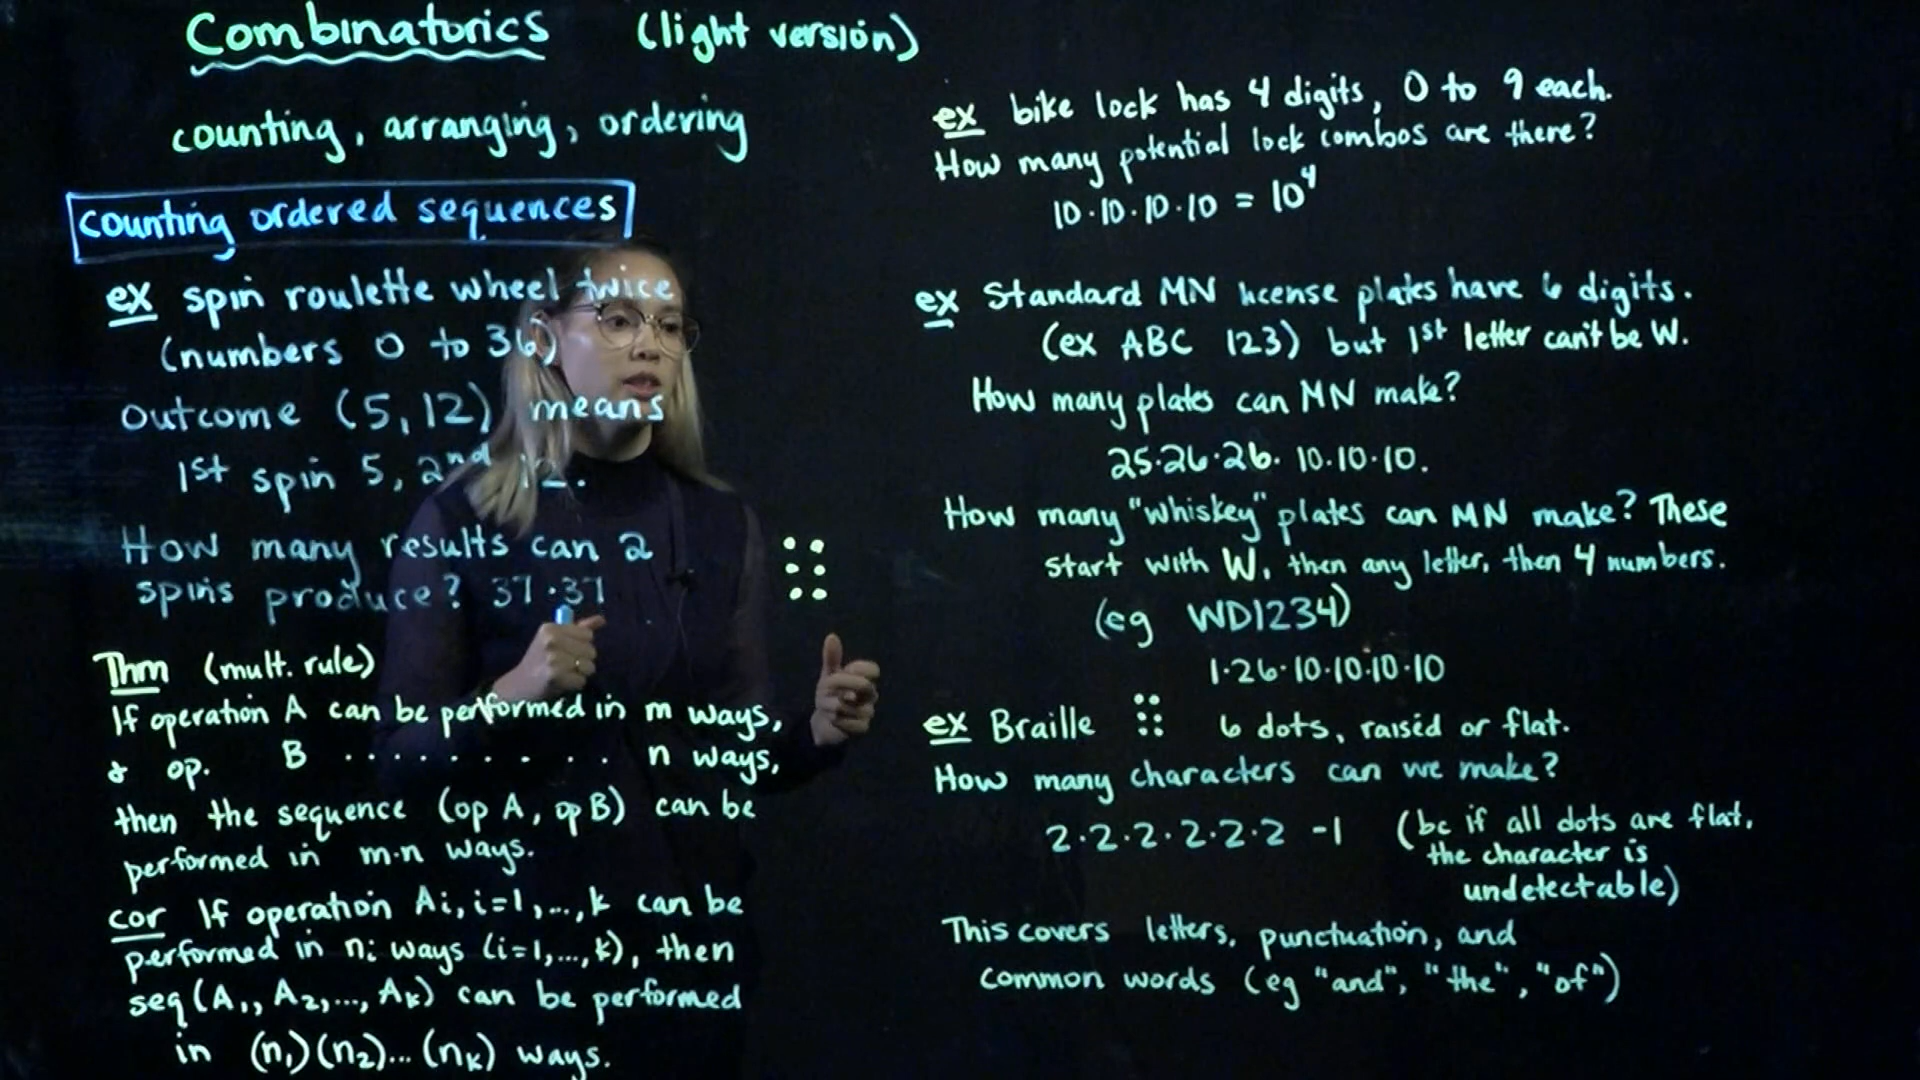 Combinatorics (light version)
counting, arranging, ordering
counting ordered sequences
ex spin roulette wheel twice
(numbers 0 to 36)
outcome (5,12) means
1st spin 5, 2nd 12.
How many results can 2
spins produce? 37·37
Thm (mult. rule)
If operation A can be performed in m ways,
& op. B .......... n ways,
then the sequence (op A, op B) can be
performed in m·n ways.
cor If operation Ai, i=1,...,k can be
performed in ni ways (i=1,...,k), then
seq (A1, A2,..., Ak) can be performed
in (n1)(n2)...(nk) ways.
ex bike lock has 4 digits, 0 to 9 each.
How many potential lock combos are there?
10·10·10·10 = 10⁴
ex Standard MN license plates have 6 digits.
(ex ABC 123) but 1st letter can't be W.
How many plates can MN make?
25·26·26·10·10·10.
How many "whiskey" plates can MN make? These
start with W, then any letter, then 4 numbers.
(eg WD1234)
1·26·10·10·10·10
ex Braille 6 dots, raised or flat.
How many characters can we make?
2·2·2·2·2·2 -1 (bc if all dots are flat,
the character is
undetectable)
This covers letters, punctuation, and
common words (eg "and", "the", "of")